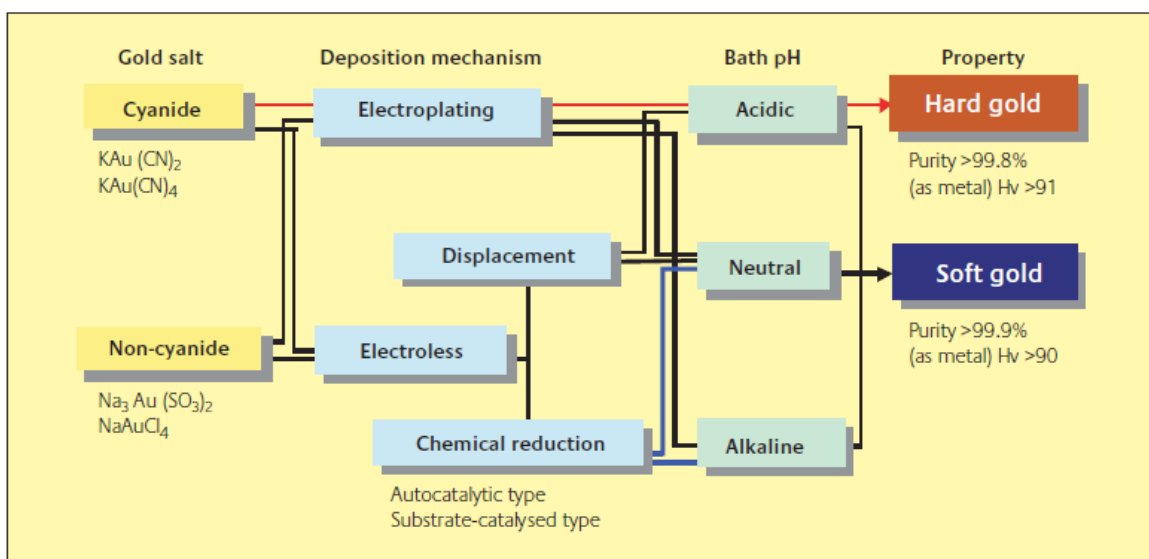 Gold salt
Deposition mechanism
Bath pH
Property
Cyanide
Electroplating
Acidic
Hard gold
KAu (CN)₂
KAu(CN)₄
Purity >99.8%
(as metal) Hv >91
Displacement
Neutral
Soft gold
Non-cyanide
Electroless
Purity >99.9%
(as metal) Hv >90
Na₃ Au (SO₃)₂
NaAuCl₄
Chemical reduction
Alkaline
Autocatalytic type
Substrate-catalysed type